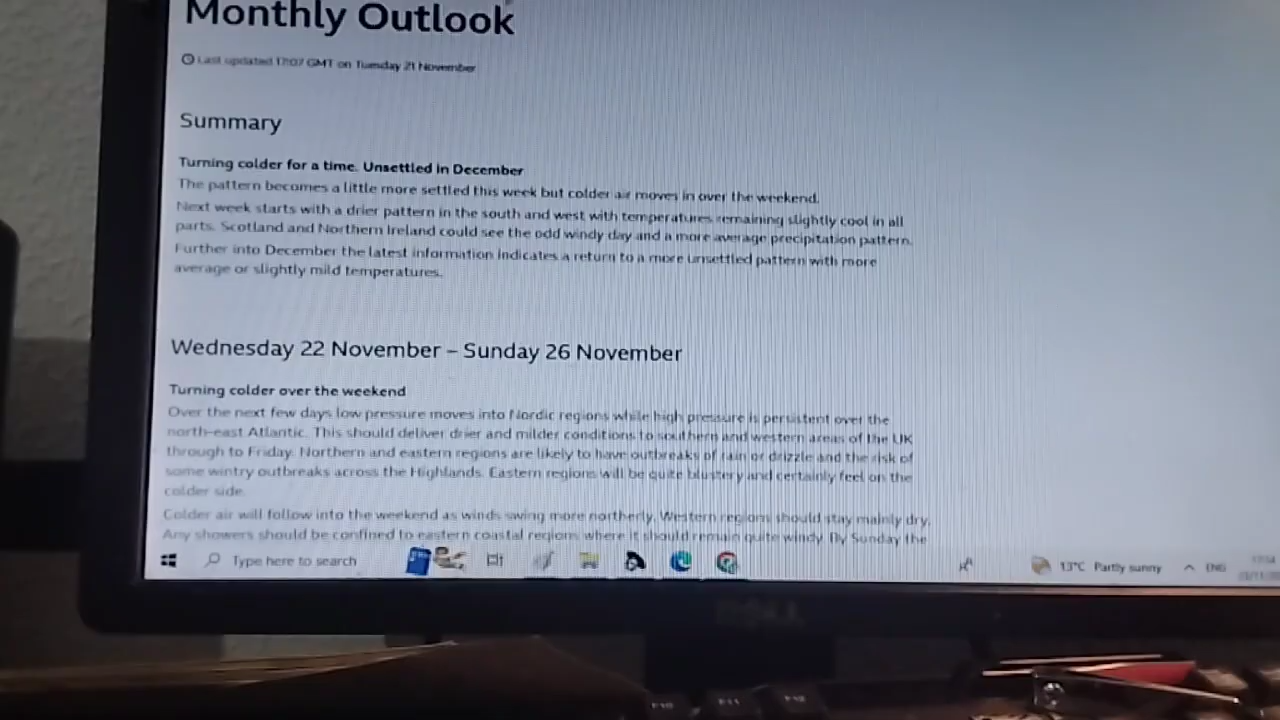 Monthly Outlook
Last updated 17:07 GMT on Tuesday 21 November
Summary
Turning colder for a time. Unsettled in December
The pattern becomes a little more settled this week but colder air moves in over the weekend.
Next week starts with a drier pattern in the south and west with temperatures remaining slightly cool in all
parts. Scotland and Northern Ireland could see the odd windy day and a more average precipitation pattern.
Further into December the latest information indicates a return to a more unsettled pattern with more
average or slightly mild temperatures.
Wednesday 22 November – Sunday 26 November
Turning colder over the weekend
Over the next few days low pressure moves into Nordic regions while high pressure is persistent over the
north-east Atlantic. This should deliver drier and milder conditions to southern and western areas of the UK
through to Friday. Northern and eastern regions are likely to have outbreaks of rain or drizzle and the risk of
some wintry outbreaks across the Highlands. Eastern regions will be quite blustery and certainly feel on the
colder side.
Colder air will follow into the weekend as winds swing more northerly. Western regions should stay mainly dry.
Any showers should be confined to eastern coastal regions where it should remain quite windy. By Sunday the
Type here to search
13°C Partly sunny
ENG
DELL
F10 F11 F12